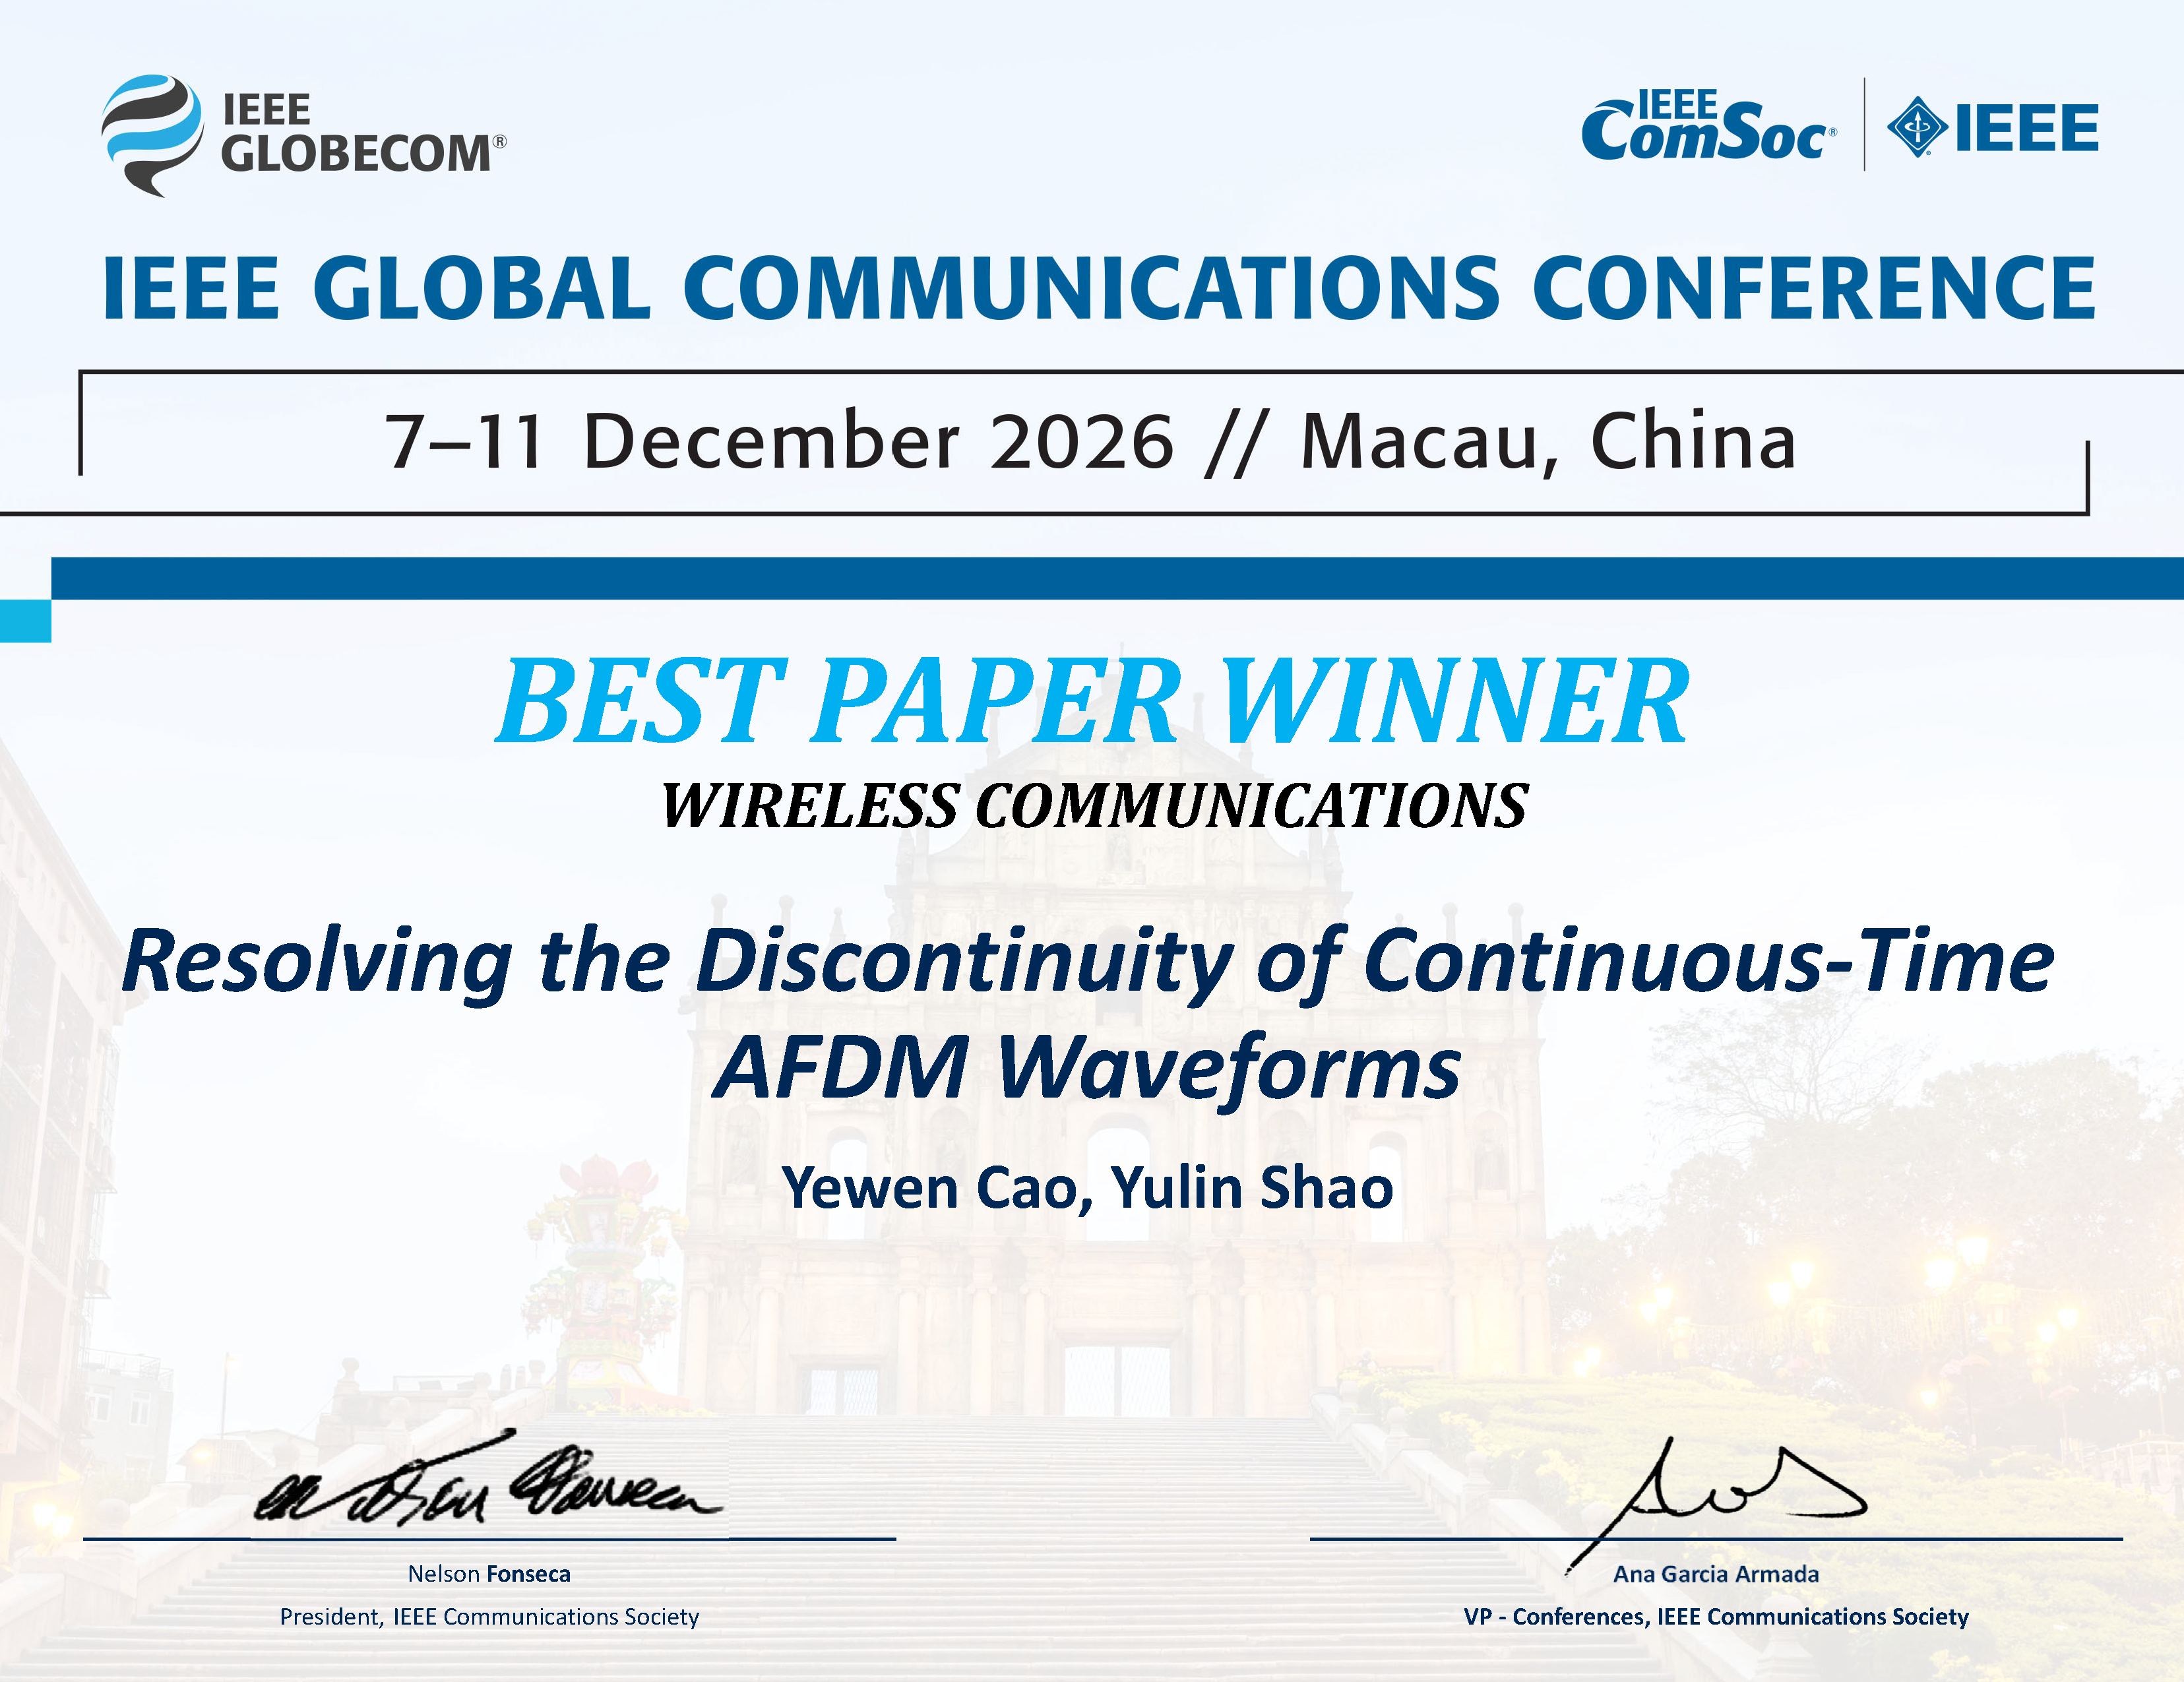 IEEE
GLOBECOM®
IEEE
ComSoc®
IEEE
IEEE GLOBAL COMMUNICATIONS CONFERENCE
7–11 December 2026 // Macau, China
BEST PAPER WINNER
WIRELESS COMMUNICATIONS
Resolving the Discontinuity of Continuous-Time
AFDM Waveforms
Yewen Cao, Yulin Shao
Nelson Fonseca
President, IEEE Communications Society
Ana Garcia Armada
VP - Conferences, IEEE Communications Society